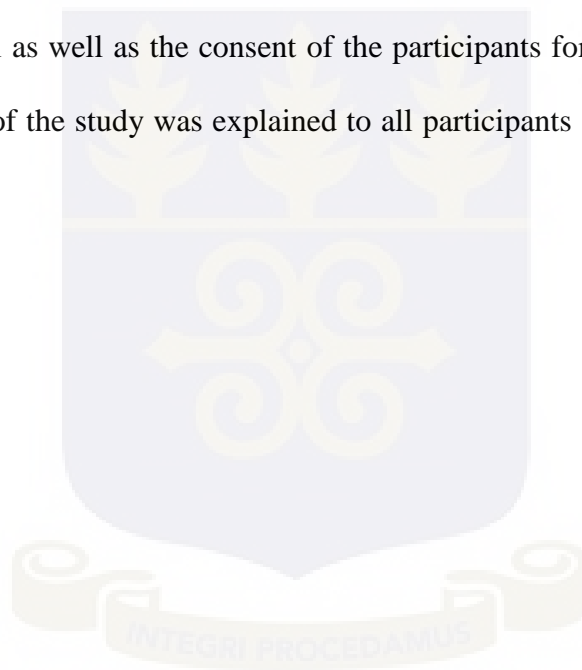 as well as the consent of the participants for
of the study was explained to all participants
INTEGRI PROCEDAMUS